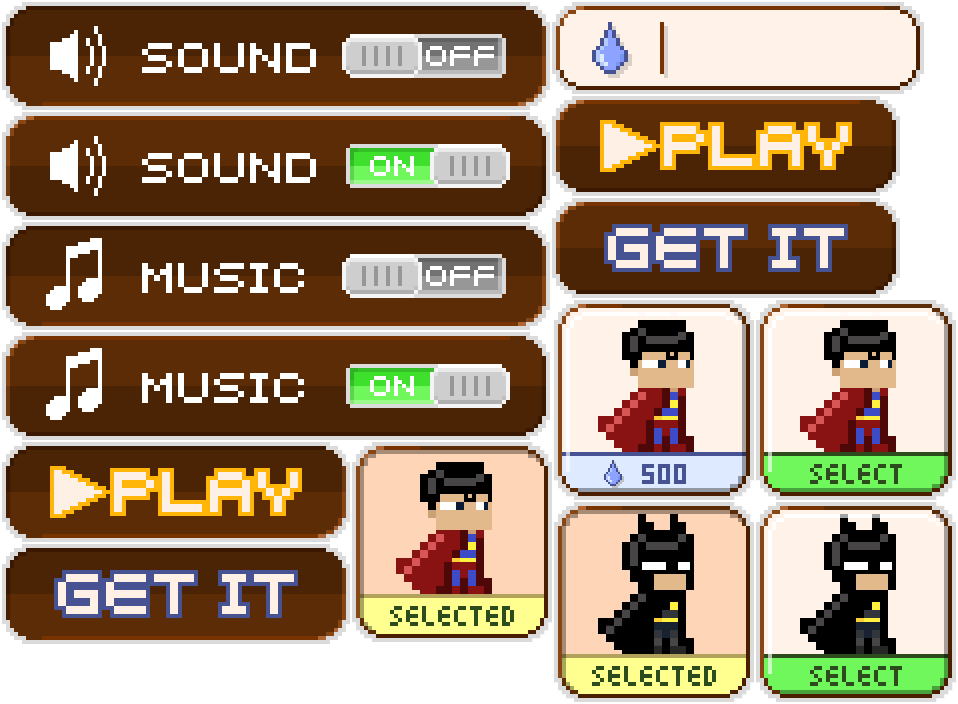 SOUND OFF
SOUND ON
MUSIC OFF
MUSIC ON
PLAY
GET IT
SELECTED
PLAY
GET IT
500
SELECT
SELECTED
SELECT